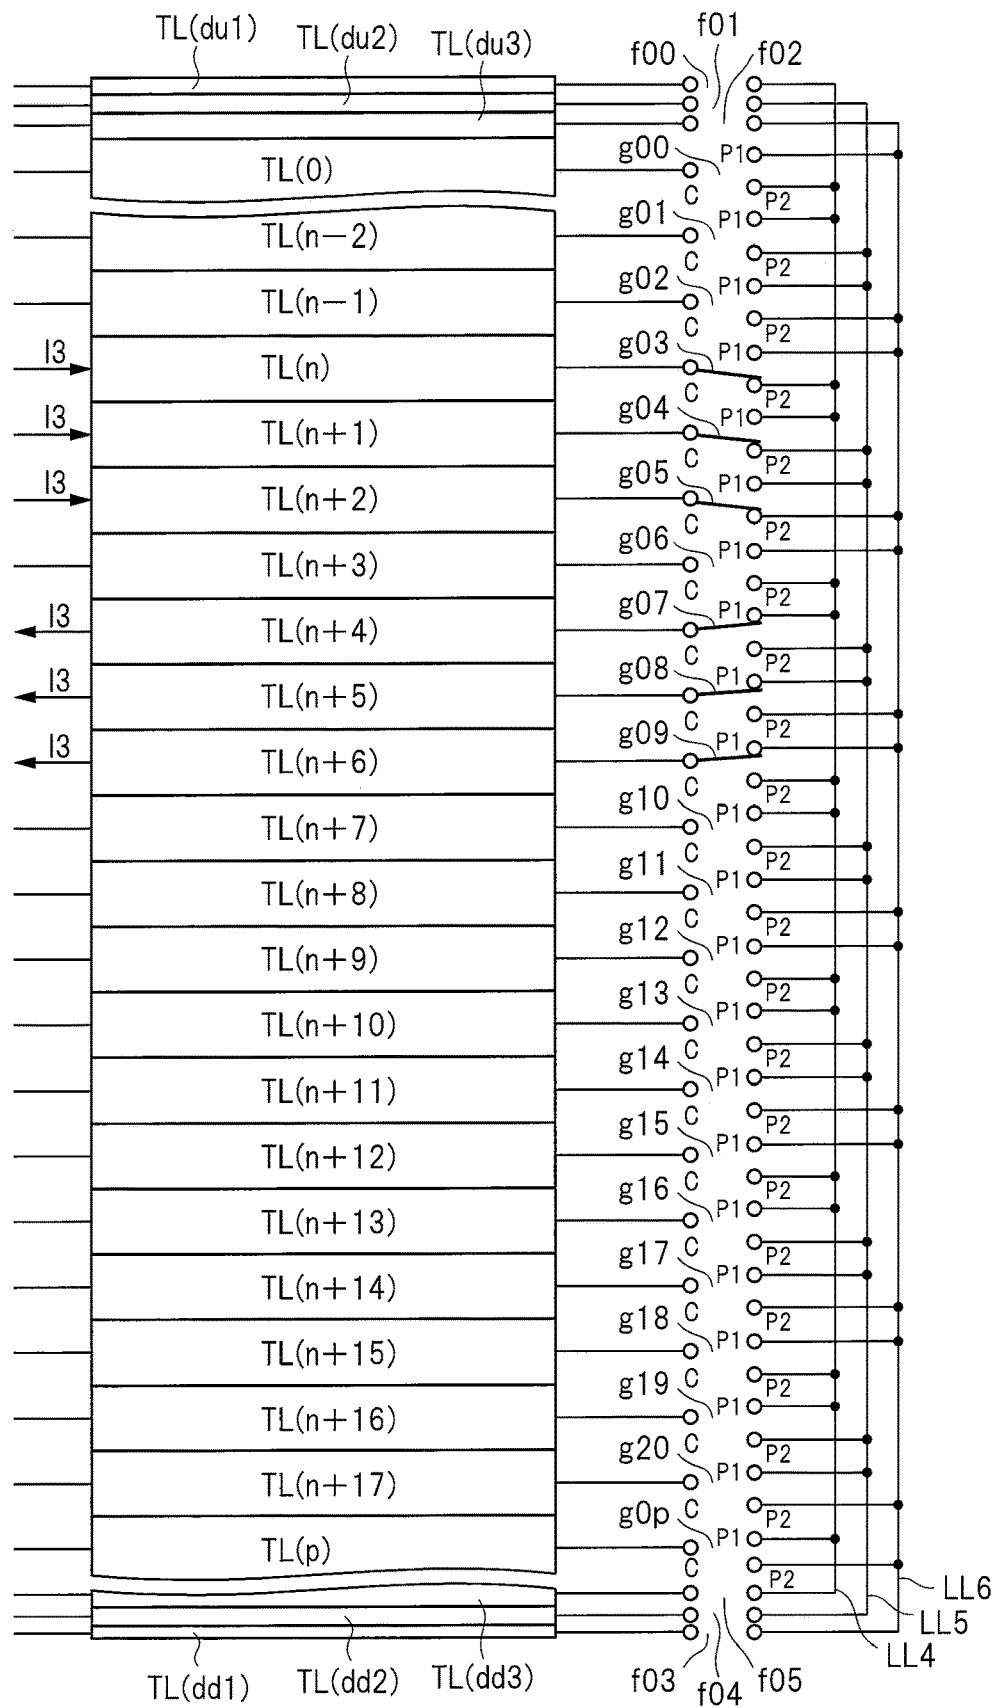 TL(du1) TL(du2) TL(du3) f00 f01 f02
TL(0) g00 P1
C P2
TL(n−2) g01 P1
C P2
TL(n−1) g02 P1
C P2
I3 TL(n) g03 P1
C P2
I3 TL(n+1) g04 P1
C P2
I3 TL(n+2) g05 P1
C P2
TL(n+3) g06 P1
C P2
I3 TL(n+4) g07 P1
C P2
I3 TL(n+5) g08 P1
C P2
I3 TL(n+6) g09 P1
C P2
TL(n+7) g10 P1
C P2
TL(n+8) g11 P1
C P2
TL(n+9) g12 P1
C P2
TL(n+10) g13 P1
C P2
TL(n+11) g14 P1
C P2
TL(n+12) g15 P1
C P2
TL(n+13) g16 P1
C P2
TL(n+14) g17 P1
C P2
TL(n+15) g18 P1
C P2
TL(n+16) g19 P1
C P2
TL(n+17) g20 P1
C P2
TL(p) g0p P1
C P2
LL6
LL5
LL4
TL(dd1) TL(dd2) TL(dd3) f03 f04 f05